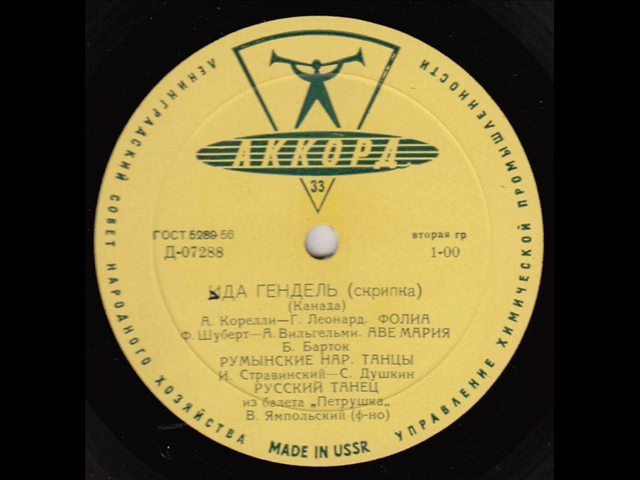 ЛЕНИНГРАДСКИЙ СОВЕТ НАРОДНОГО ХОЗЯЙСТВА
УПРАВЛЕНИЕ ХИМИЧЕСКОЙ ПРОМЫШЛЕННОСТИ
АККОРД
33
ГОСТ 5289-56
вторая гр
Д-07288
1-00
ИДА ГЕНДЕЛЬ (скрипка)
(Канада)
А. Корелли—Г. Леонард. ФОЛИА
Ф. Шуберт—А. Вильгельми. АВЕ МАРИЯ
Б. Барток
РУМЫНСКИЕ НАР. ТАНЦЫ
И. Стравинский—С. Душкин
РУССКИЙ ТАНЕЦ
из балета „Петрушка„
В. Ямпольский (ф-но)
MADE IN USSR